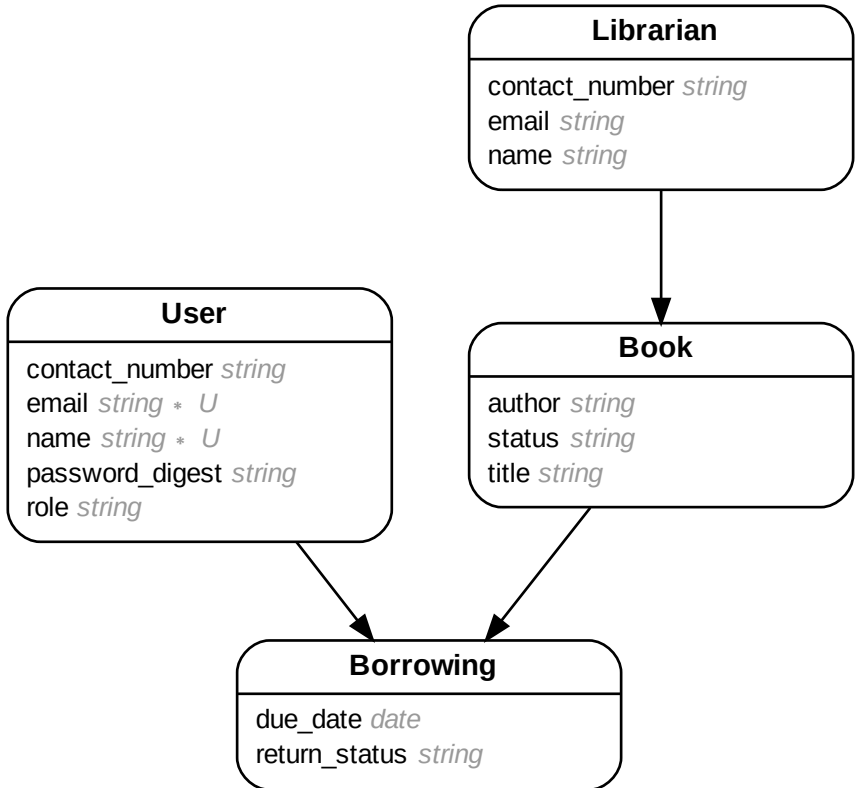 Librarian
contact_number string
email string
name string
User
contact_number string
email string * U
name string * U
password_digest string
role string
Book
author string
status string
title string
Borrowing
due_date date
return_status string